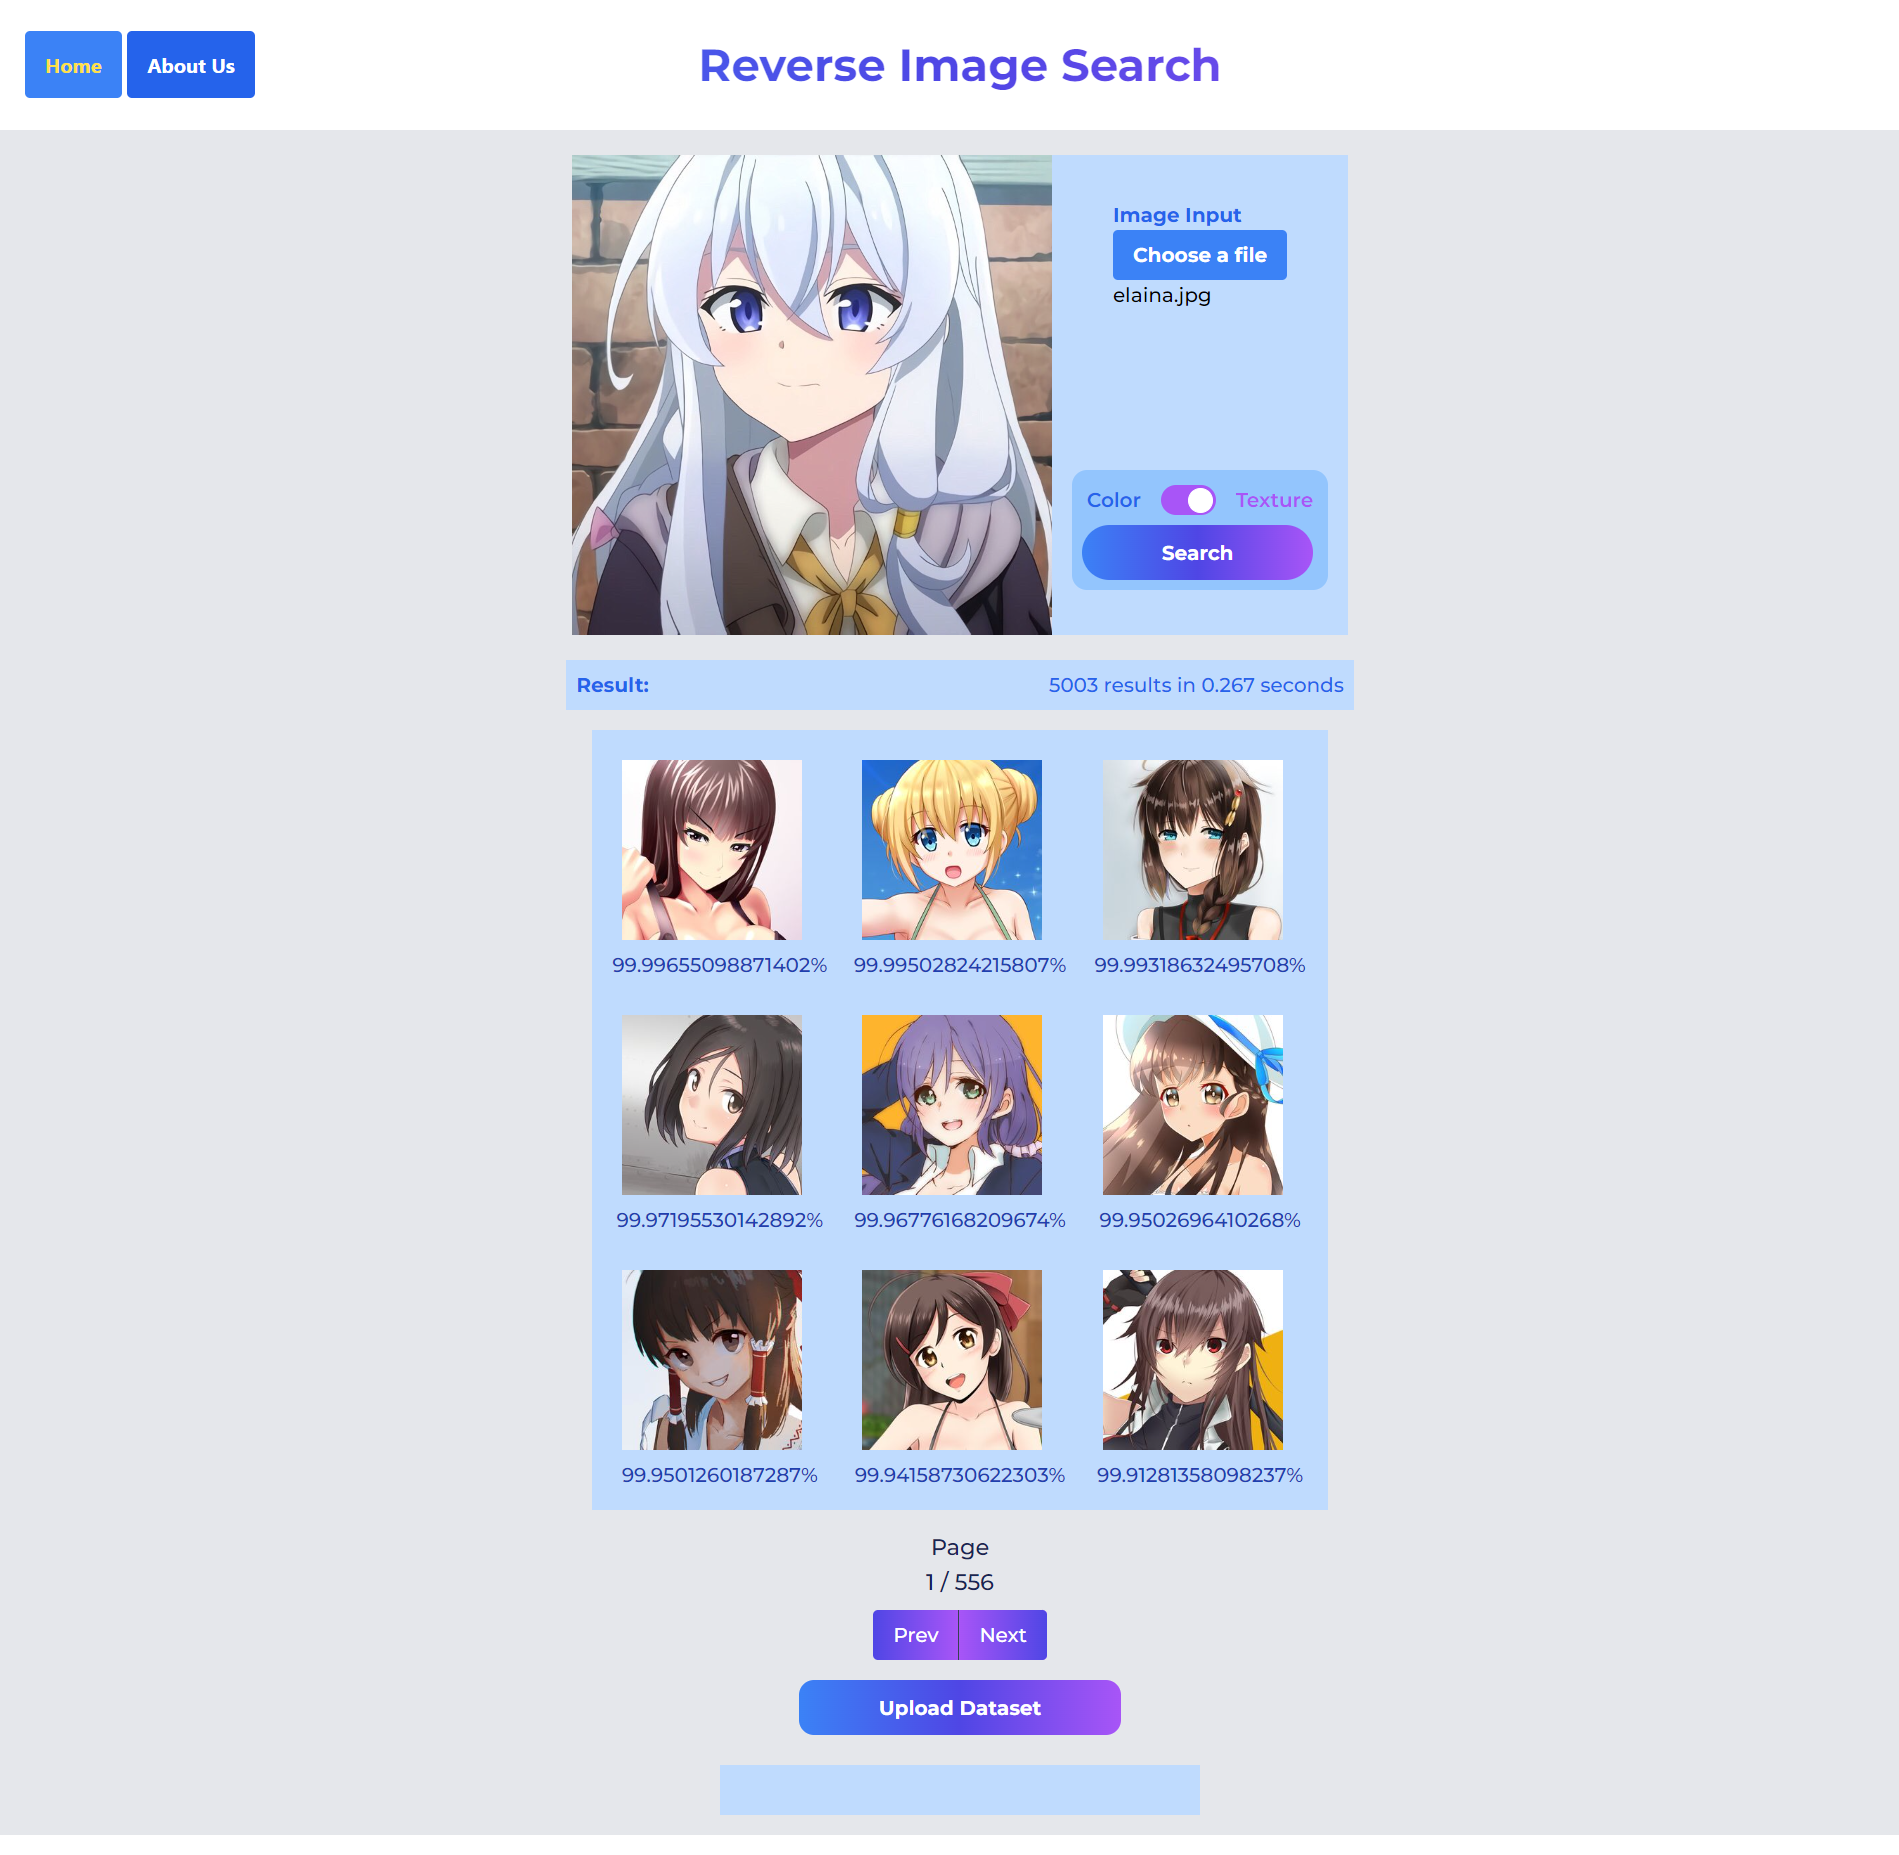 Home
About Us
Reverse Image Search
Image Input
Choose a file
elaina.jpg
Color
Texture
Search
Result:
5003 results in 0.267 seconds
99.99655098871402%
99.99502824215807%
99.99318632495708%
99.97195530142892%
99.96776168209674%
99.9502696410268%
99.9501260187287%
99.94158730622303%
99.91281358098237%
Page
1 / 556
Prev
Next
Upload Dataset